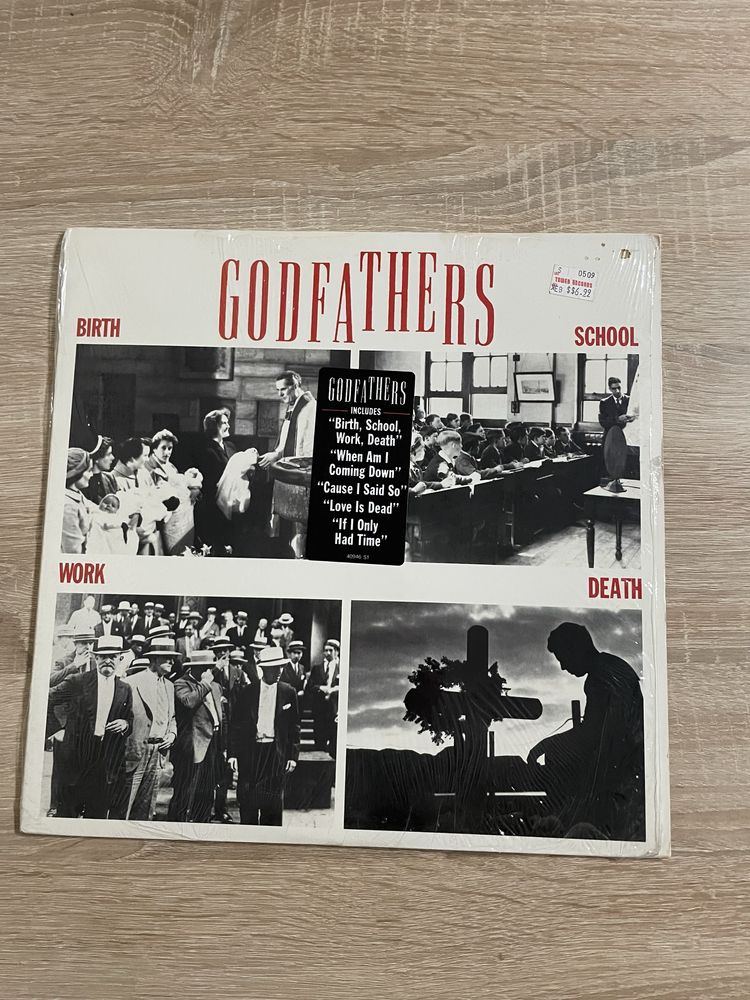 GODFATHERS
0509
TOWER RECORDS
$$6.99
BIRTH
SCHOOL
GODFATHERS
INCLUDES
"Birth, School,
Work, Death"
"When Am I
Coming Down"
"Cause I Said So"
"Love Is Dead"
"If I Only
Had Time"
40946 S1
WORK
DEATH